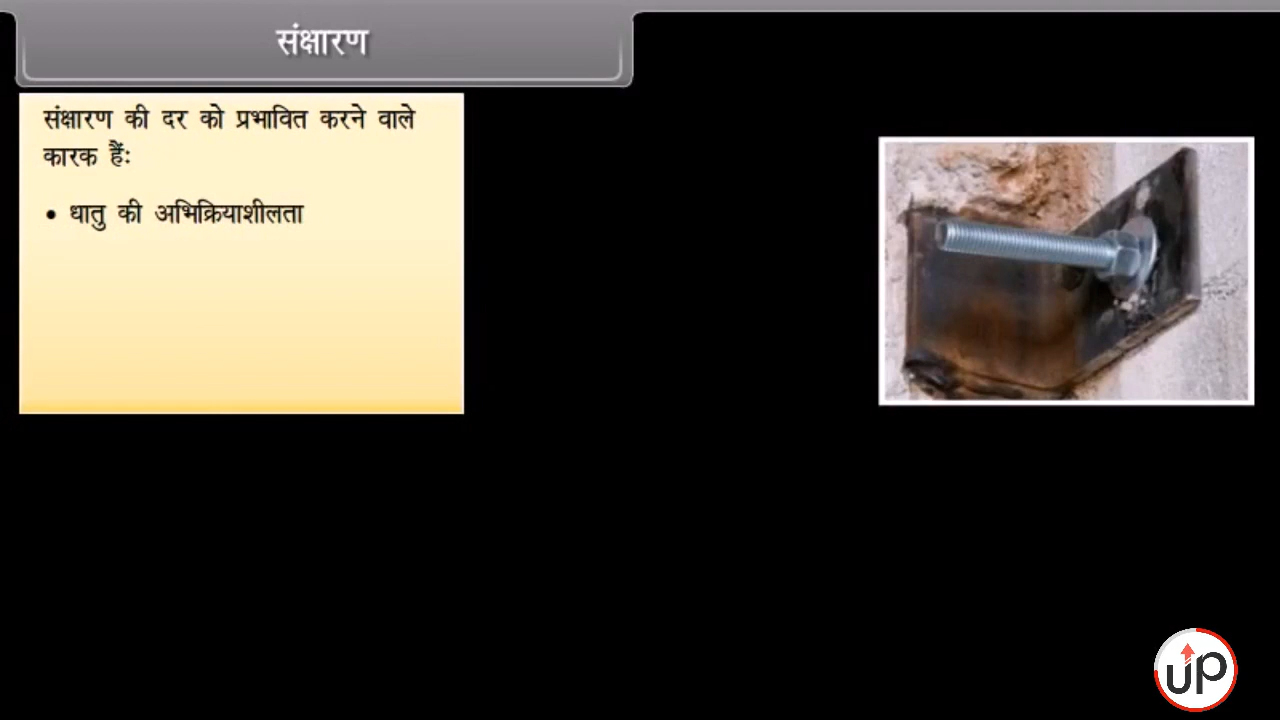 संक्षारण
संक्षारण की दर को प्रभावित करने वाले
कारक हैंः
• धातु की अभिक्रियाशीलता
up